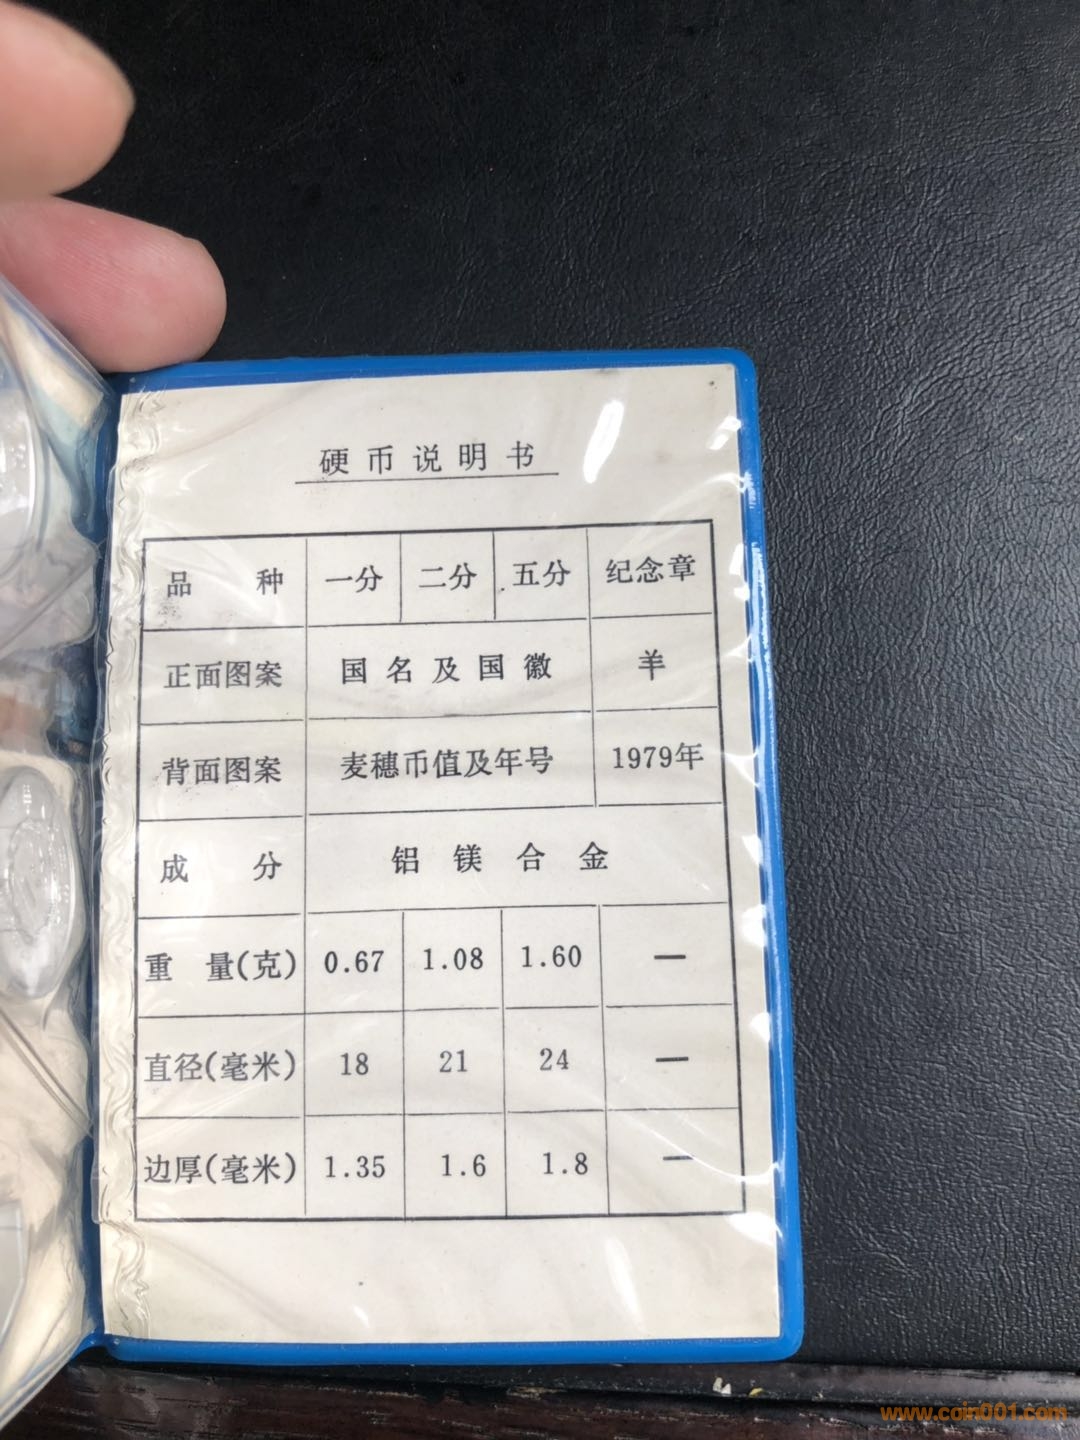 硬币说明书
品种 一分 二分 五分 纪念章
正面图案 国名及国徽 羊
背面图案 麦穗币值及年号 1979年
成分 铝镁合金
重量(克) 0.67 1.08 1.60 —
直径(毫米) 18 21 24 —
边厚(毫米) 1.35 1.6 1.8 —
www.coin001.com